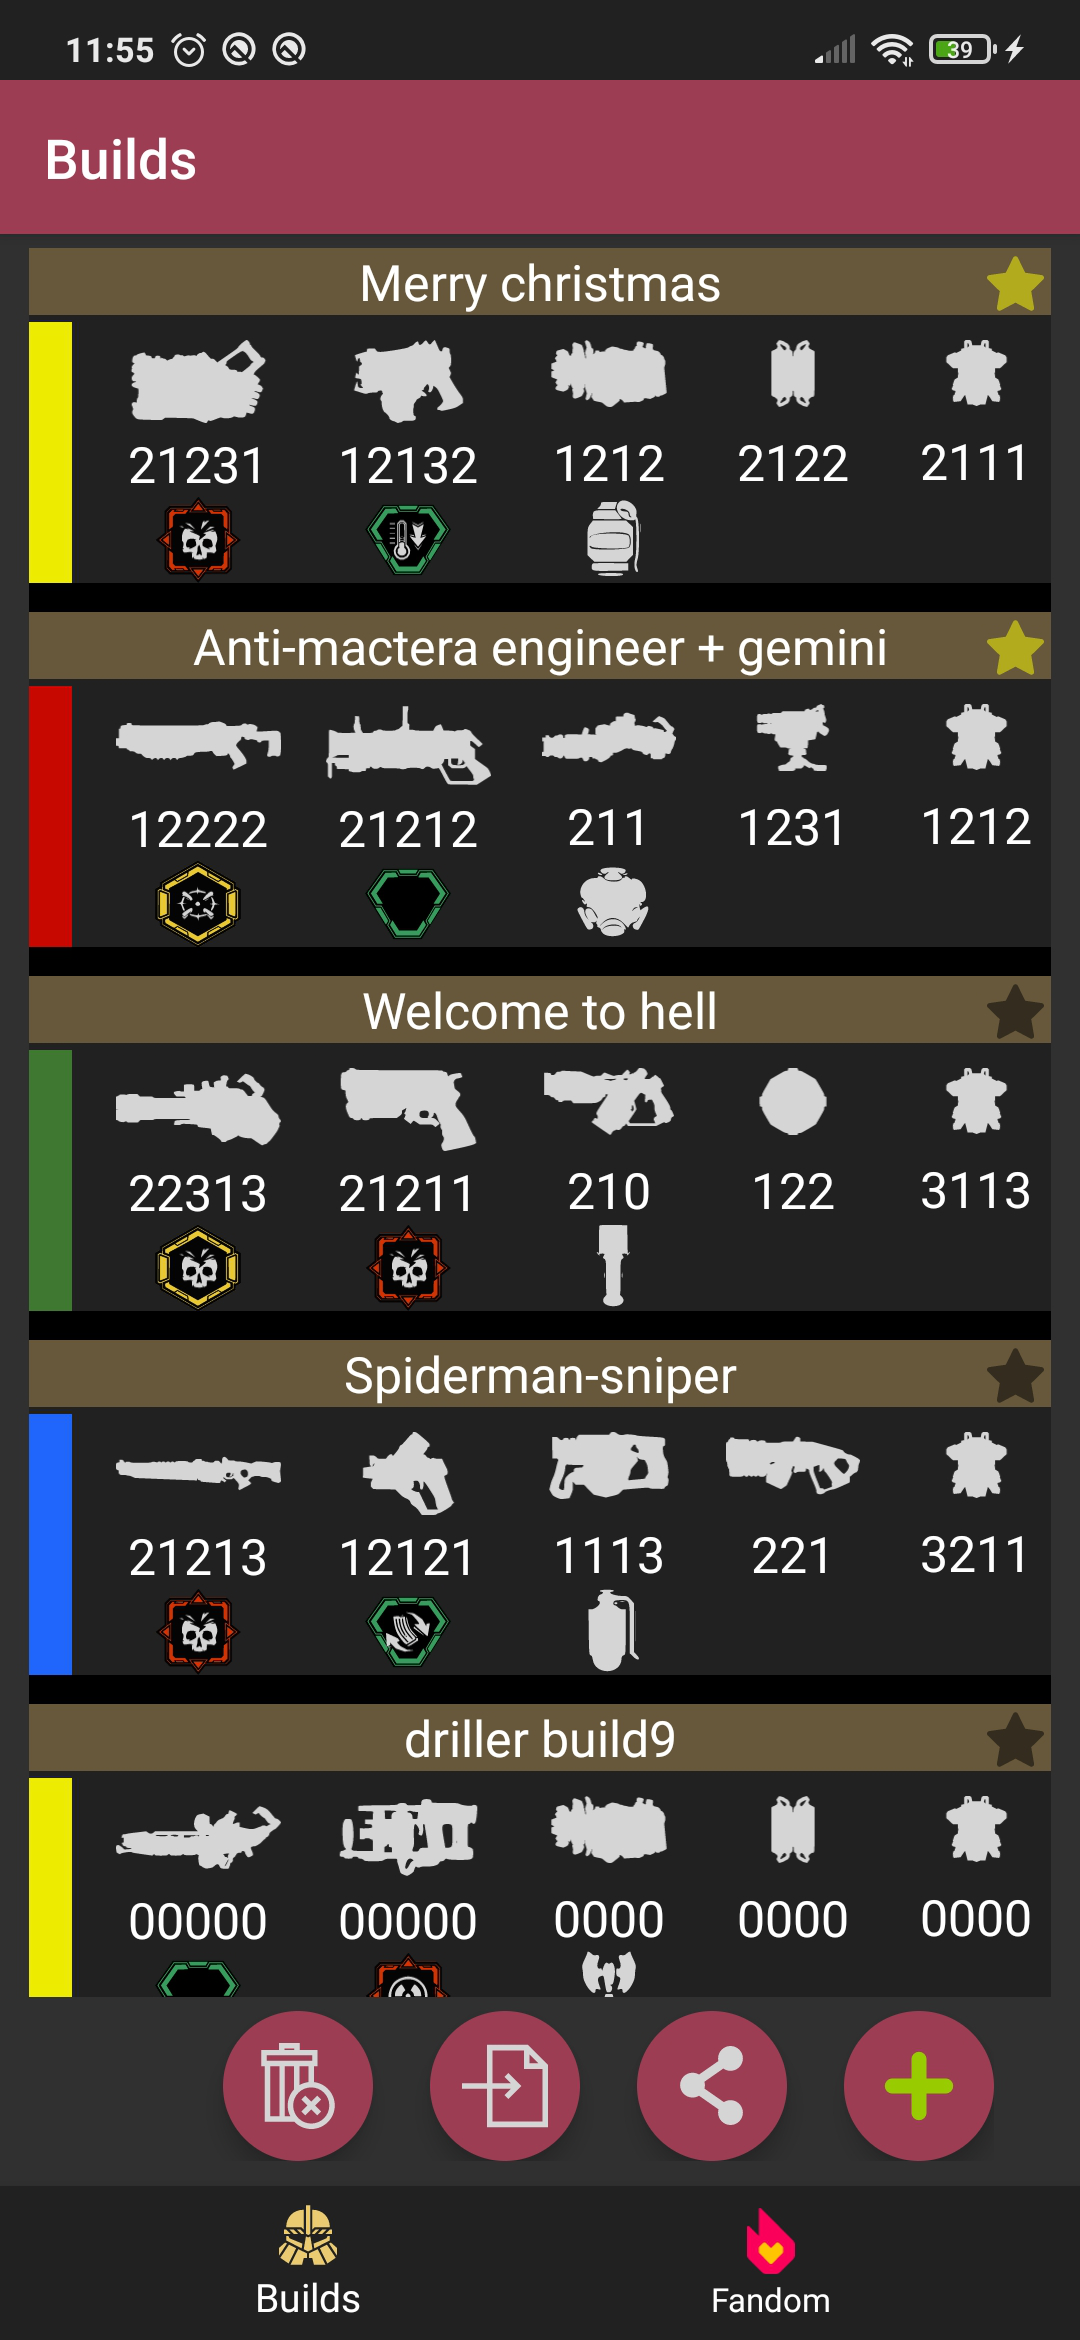 11:55
39
Builds
Merry christmas
21231 12132 1212 2122 2111
Anti-mactera engineer + gemini
12222 21212 211 1231 1212
Welcome to hell
22313 21211 210 122 3113
Spiderman-sniper
21213 12121 1113 221 3211
driller build9
00000 00000 0000 0000 0000
Builds Fandom